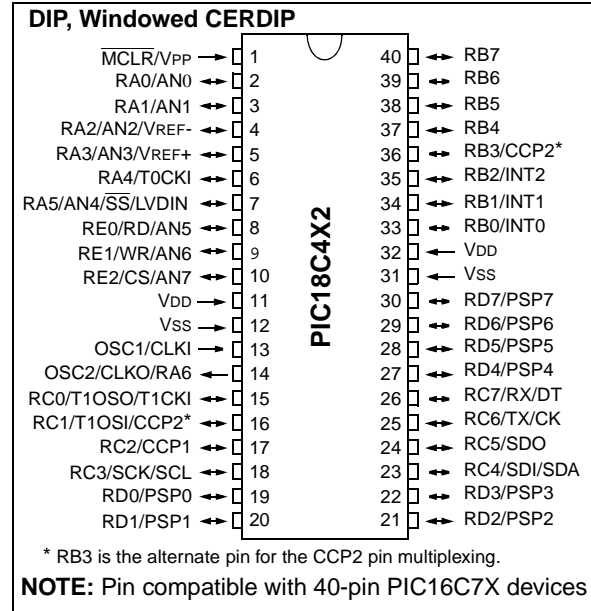 DIP, Windowed CERDIP
MCLR/VPP 1 40 RB7
RA0/AN0 2 39 RB6
RA1/AN1 3 38 RB5
RA2/AN2/VREF- 4 37 RB4
RA3/AN3/VREF+ 5 36 RB3/CCP2*
RA4/T0CKI 6 35 RB2/INT2
RA5/AN4/SS/LVDIN 7 34 RB1/INT1
RE0/RD/AN5 8 33 RB0/INT0
RE1/WR/AN6 9 32 VDD
RE2/CS/AN7 10 31 VSS
VDD 11 30 RD7/PSP7
VSS 12 29 RD6/PSP6
OSC1/CLKI 13 28 RD5/PSP5
OSC2/CLKO/RA6 14 27 RD4/PSP4
RC0/T1OSO/T1CKI 15 26 RC7/RX/DT
RC1/T1OSI/CCP2* 16 25 RC6/TX/CK
RC2/CCP1 17 24 RC5/SDO
RC3/SCK/SCL 18 23 RC4/SDI/SDA
RD0/PSP0 19 22 RD3/PSP3
RD1/PSP1 20 21 RD2/PSP2
PIC18C4X2
* RB3 is the alternate pin for the CCP2 pin multiplexing.
NOTE: Pin compatible with 40-pin PIC16C7X devices